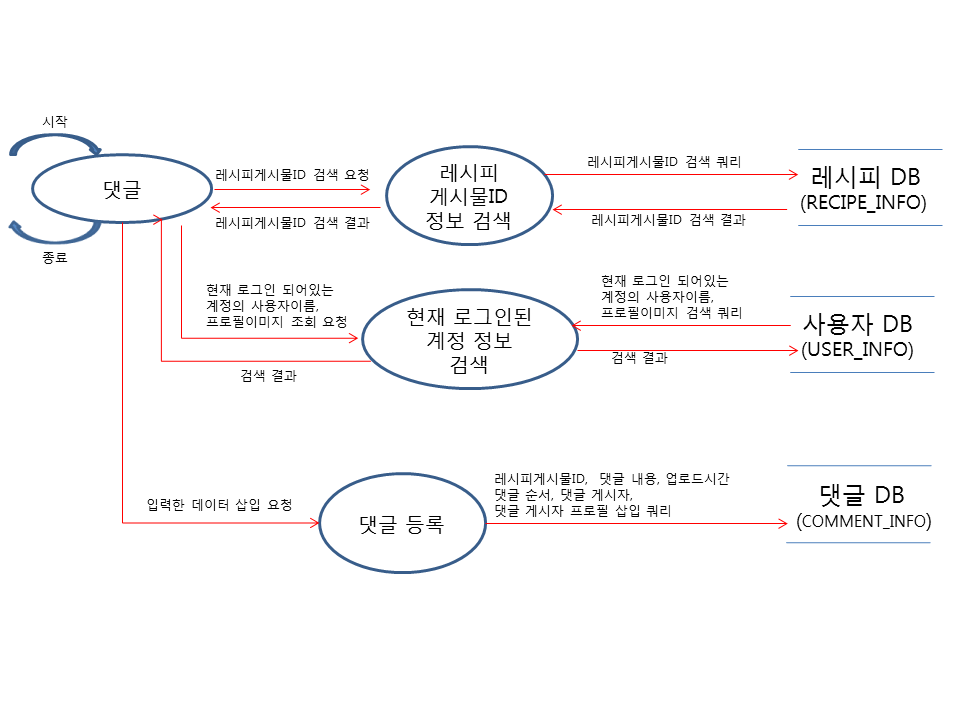 시작
댓글
종료
레시피게시물ID 검색 요청
레시피게시물ID 검색 결과
레시피
게시물ID
정보 검색
레시피게시물ID 검색 쿼리
레시피게시물ID 검색 결과
레시피 DB
(RECIPE_INFO)
현재 로그인 되어있는
계정의 사용자이름,
프로필이미지 조회 요청
검색 결과
현재 로그인된
계정 정보
검색
현재 로그인 되어있는
계정의 사용자이름,
프로필이미지 검색 쿼리
검색 결과
사용자 DB
(USER_INFO)
입력한 데이터 삽입 요청
댓글 등록
레시피게시물ID, 댓글 내용, 업로드시간
댓글 순서, 댓글 게시자,
댓글 게시자 프로필 삽입 쿼리
댓글 DB
(COMMENT_INFO)